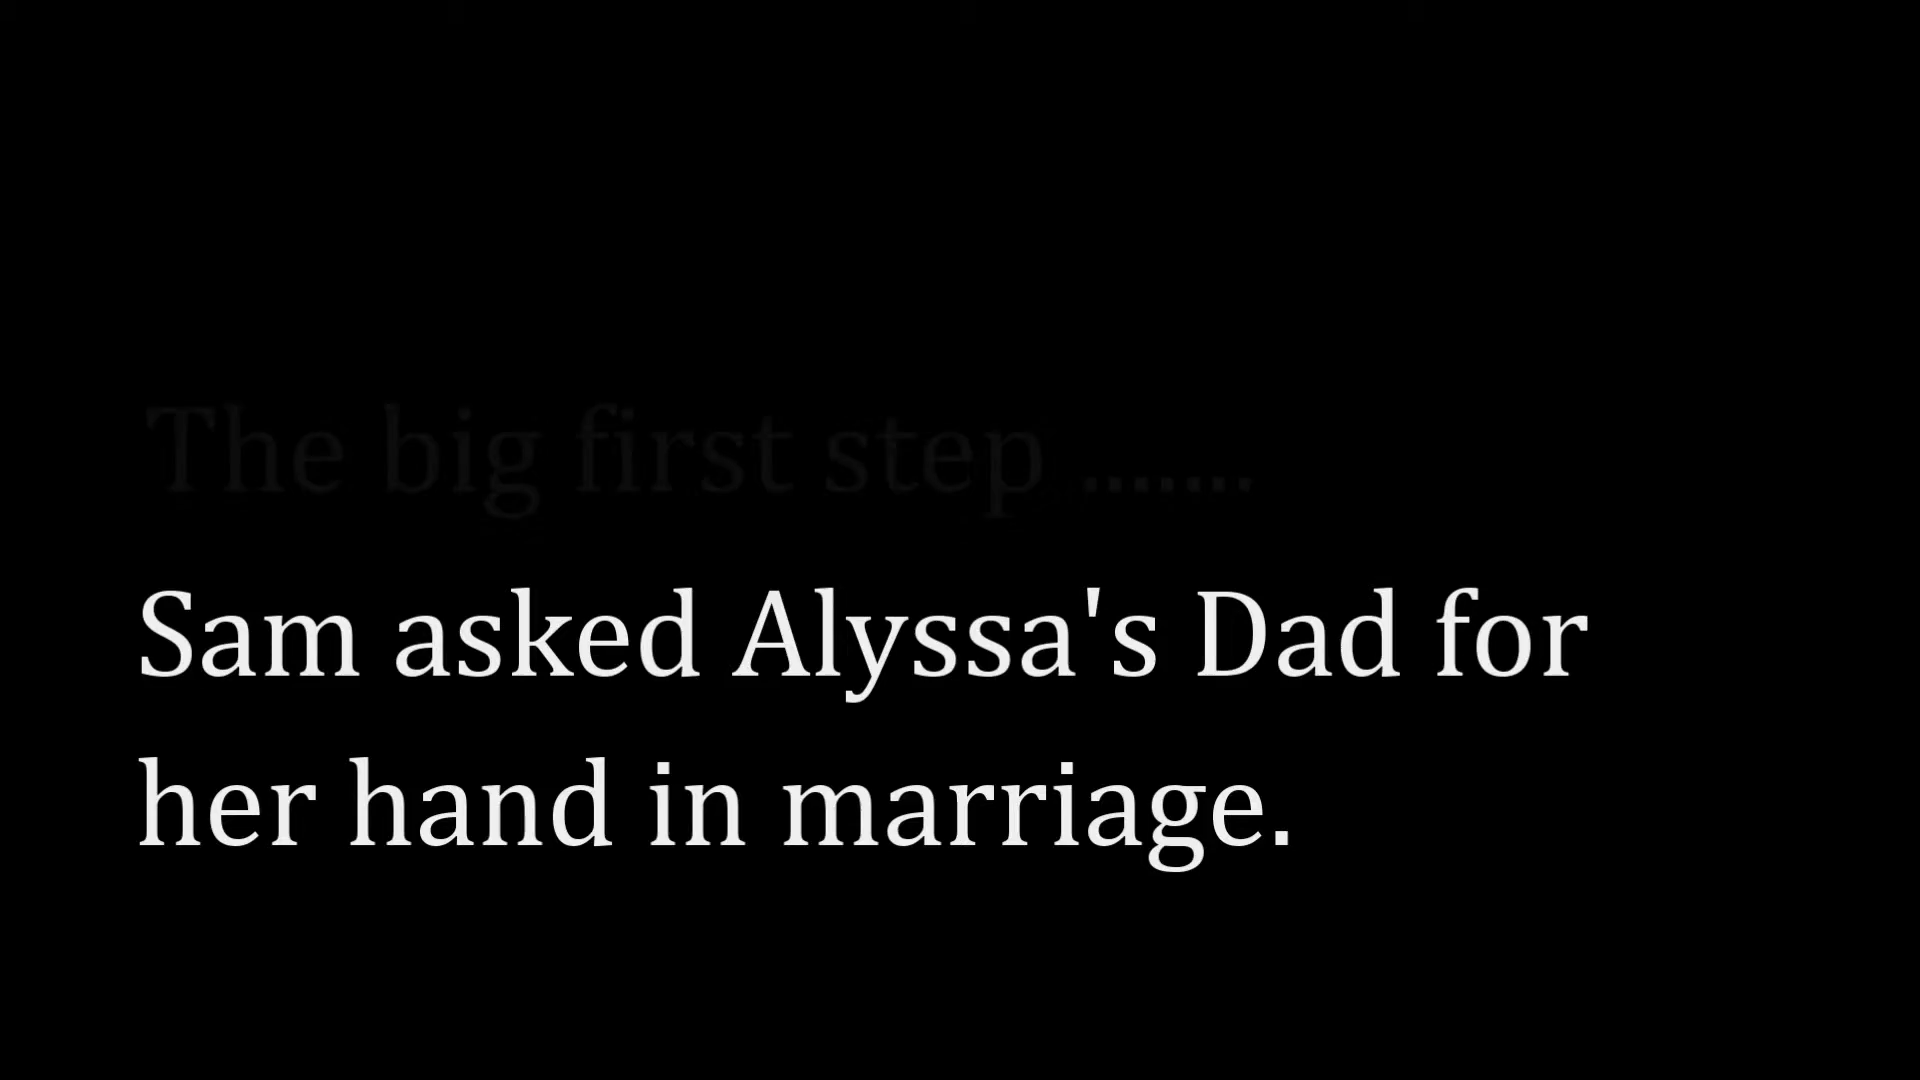 The big first step .......
Sam asked Alyssa's Dad for
her hand in marriage.